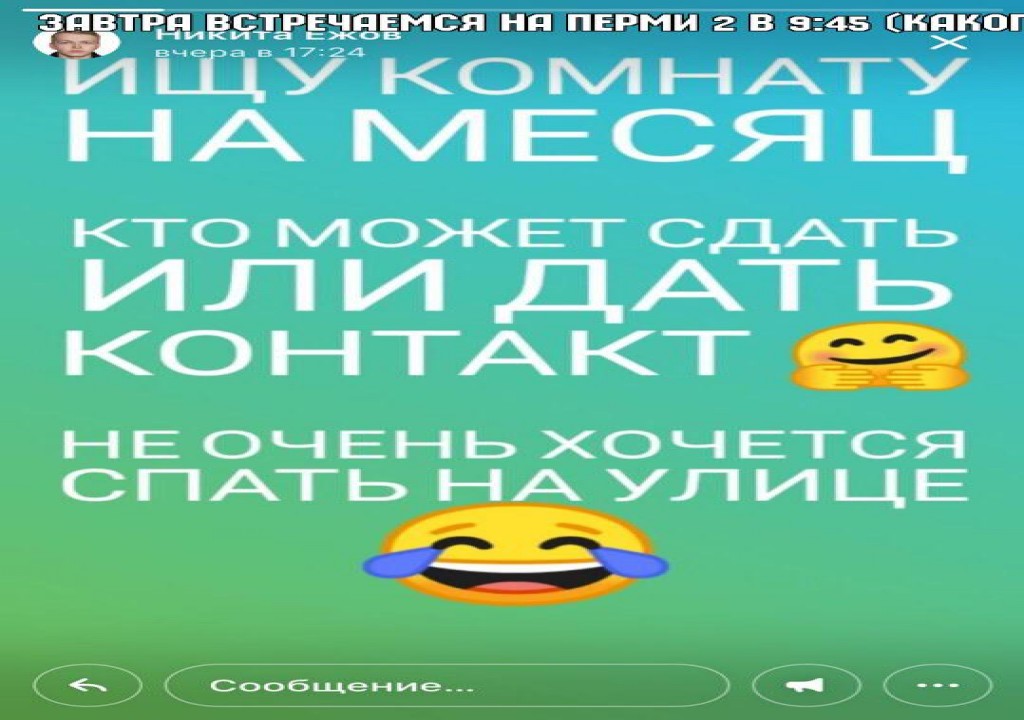 ЗАВТРА ВСТРЕЧАЕМСЯ НА ПЕРМИ 2 В 9:45
Никита Ежов
вчера в 17:24
ИЩУ КОМНАТУ
НА МЕСЯЦ
КТО МОЖЕТ СДАТЬ
ИЛИ ДАТЬ
КОНТАКТ 🤗
НЕ ОЧЕНЬ ХОЧЕТСЯ
СПАТЬ НА УЛИЦЕ
😂
Сообщение...